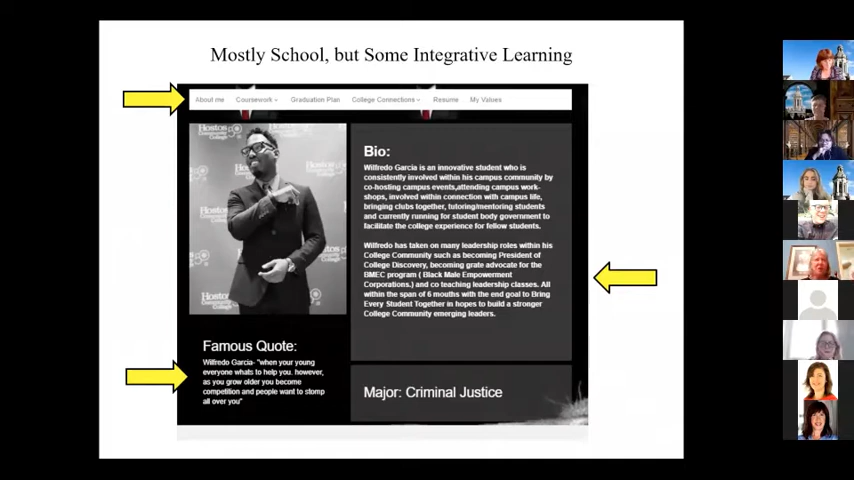 Mostly School, but Some Integrative Learning
About me Coursework Graduation Plan College Connections Resume My Values
Hostos
Community
College
Bio:
Wilfredo Garcia is an innovative student who is
consistently involved within his campus community by
co-hosting campus events,attending campus work-
shops, involved within connection with campus life,
bringing clubs together, tutoring/mentoring students
and currently running for student body government to
facilitate the college experience for fellow students.
Wilfredo has taken on many leadership roles within his
College Community such as becoming President of
College Discovery, becoming grate advocate for the
BMEC program ( Black Male Empowerment
Corporations.) and co teaching leadership classes. All
within the span of 6 mouths with the end goal to Bring
Every Student Together in hopes to build a stronger
College Community emerging leaders.
Famous Quote:
Wilfredo Garcia- "when your young
everyone whats to help you. however,
as you grow older you become
competition and people want to stomp
all over you"
Major: Criminal Justice